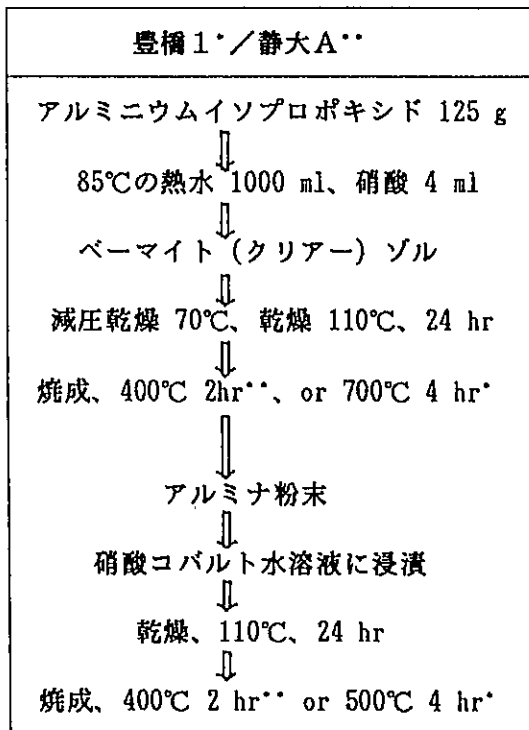 豊橋1*/静大A**
アルミニウムイソプロポキシド 125 g
85℃の熱水 1000 ml、硝酸 4 ml
ベーマイト (クリアー) ゾル
減圧乾燥 70℃、乾燥 110℃、24 hr
焼成、400℃ 2hr**、or 700℃ 4 hr*
アルミナ粉末
硝酸コバルト水溶液に浸漬
乾燥、110℃、24 hr
焼成、400℃ 2 hr** or 500℃ 4 hr*